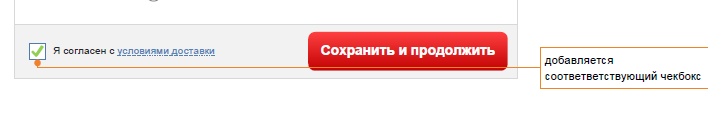 Я согласен с условиями доставки
Сохранить и продолжить
добавляется
соответветствующий чекбокс